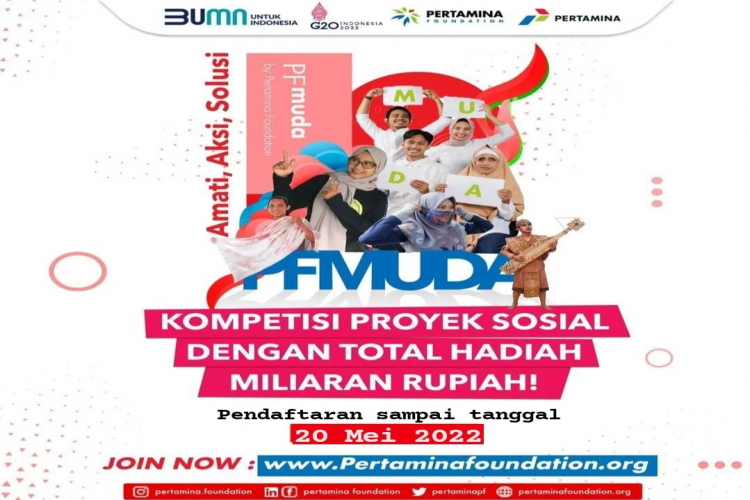 BUMN UNTUK INDONESIA
G20 INDONESIA 2022
PERTAMINA FOUNDATION
PERTAMINA
Amati, Aksi, Solusi
PFmuda
by Pertamina Foundation
M U
D A
PFMUDA
KOMPETISI PROYEK SOSIAL
DENGAN TOTAL HADIAH
MILIARAN RUPIAH!
Pendaftaran sampai tanggal
20 Mei 2022
JOIN NOW : www.Pertaminafoundation.org
pertamina.foundation pertamina foundation pertaminapf pertamina foundation